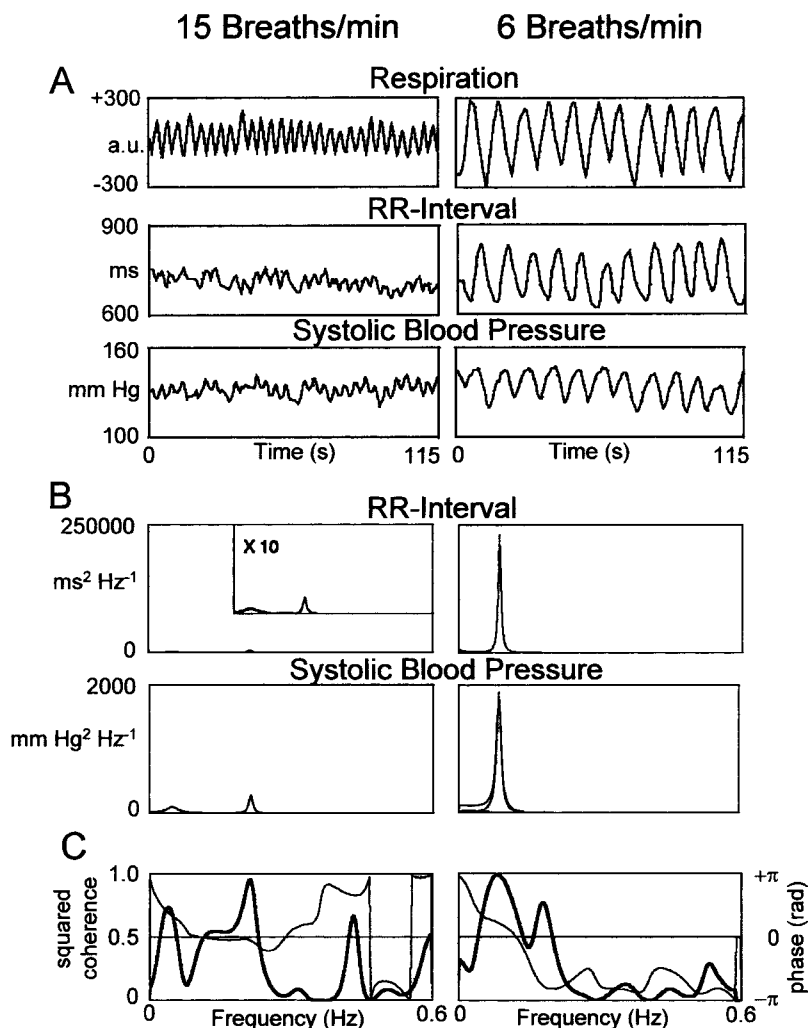 15 Breaths/min 6 Breaths/min
A
Respiration
+300
a.u.
-300
RR-Interval
900
ms
600
Systolic Blood Pressure
160
mm Hg
100
0 Time (s) 115 0 Time (s) 115
B
RR-Interval
250000
X 10
ms² Hz⁻¹
0
Systolic Blood Pressure
2000
mm Hg² Hz⁻¹
0
C
1.0 +π
squared coherence
0.5 0
phase (rad)
0 -π
0 Frequency (Hz) 0.6 0 Frequency (Hz) 0.6